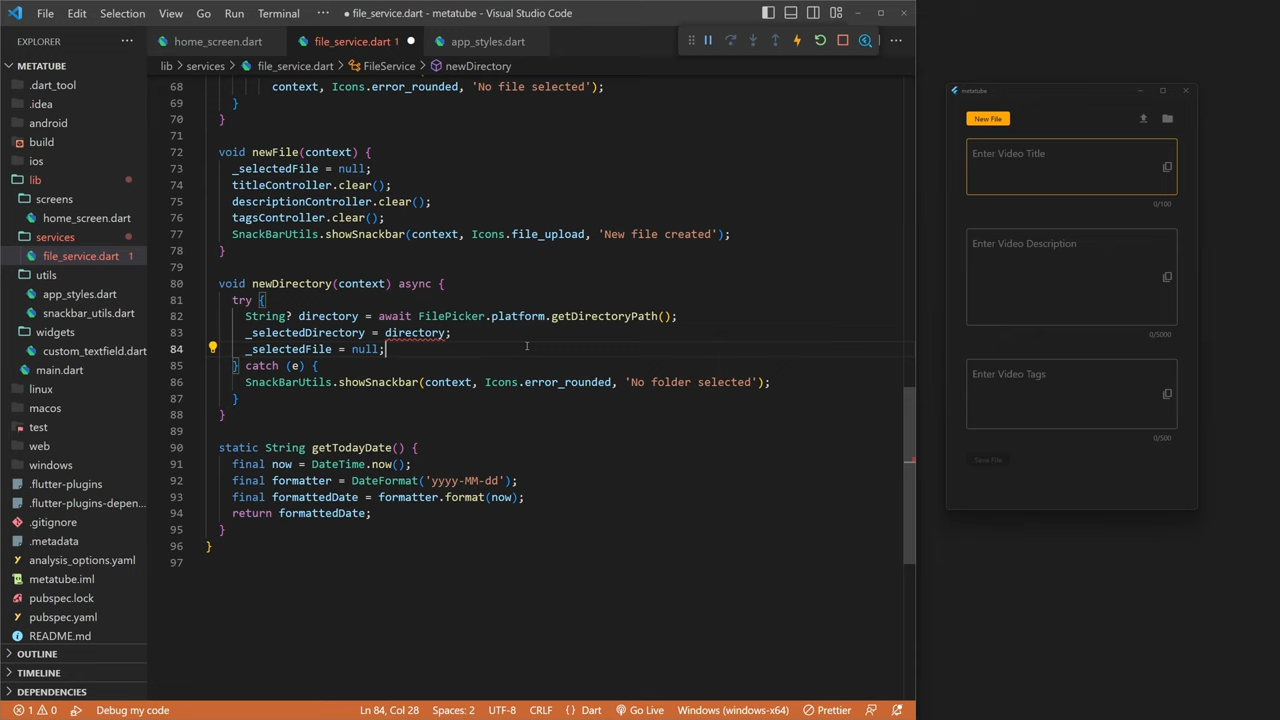 File Edit Selection View Go Run Terminal ··· ● file_service.dart - metatube - Visual Studio Code
EXPLORER ···
home_screen.dart file_service.dart 1 ● app_styles.dart ···
lib > services > file_service.dart > FileService > newDirectory
METATUBE
.dart_tool
.idea
android
build
ios
lib
screens
home_screen.dart
services
file_service.dart 1
utils
app_styles.dart
snackbar_utils.dart
widgets
custom_textfield.dart
main.dart
linux
macos
test
web
windows
.flutter-plugins
.flutter-plugins-depen...
.gitignore
.metadata
analysis_options.yaml
metatube.iml
pubspec.lock
pubspec.yaml
README.md
OUTLINE
TIMELINE
DEPENDENCIES
68 context, Icons.error_rounded, 'No file selected');
69 }
70 }
71
72 void newFile(context) {
73 _selectedFile = null;
74 titleController.clear();
75 descriptionController.clear();
76 tagsController.clear();
77 SnackBarUtils.showSnackbar(context, Icons.file_upload, 'New file created');
78 }
79
80 void newDirectory(context) async {
81 try {
82 String? directory = await FilePicker.platform.getDirectoryPath();
83 _selectedDirectory = directory;
84 _selectedFile = null;
85 } catch (e) {
86 SnackBarUtils.showSnackbar(context, Icons.error_rounded, 'No folder selected');
87 }
88 }
89
90 static String getTodayDate() {
91 final now = DateTime.now();
92 final formatter = DateFormat('yyyy-MM-dd');
93 final formattedDate = formatter.format(now);
94 return formattedDate;
95 }
96 }
97
metatube
New File
Enter Video Title
0/100
Enter Video Description
0/5000
Enter Video Tags
0/500
Save File
1 0 Debug my code Ln 84, Col 28 Spaces: 2 UTF-8 CRLF {} Dart Go Live Windows (windows-x64) Prettier